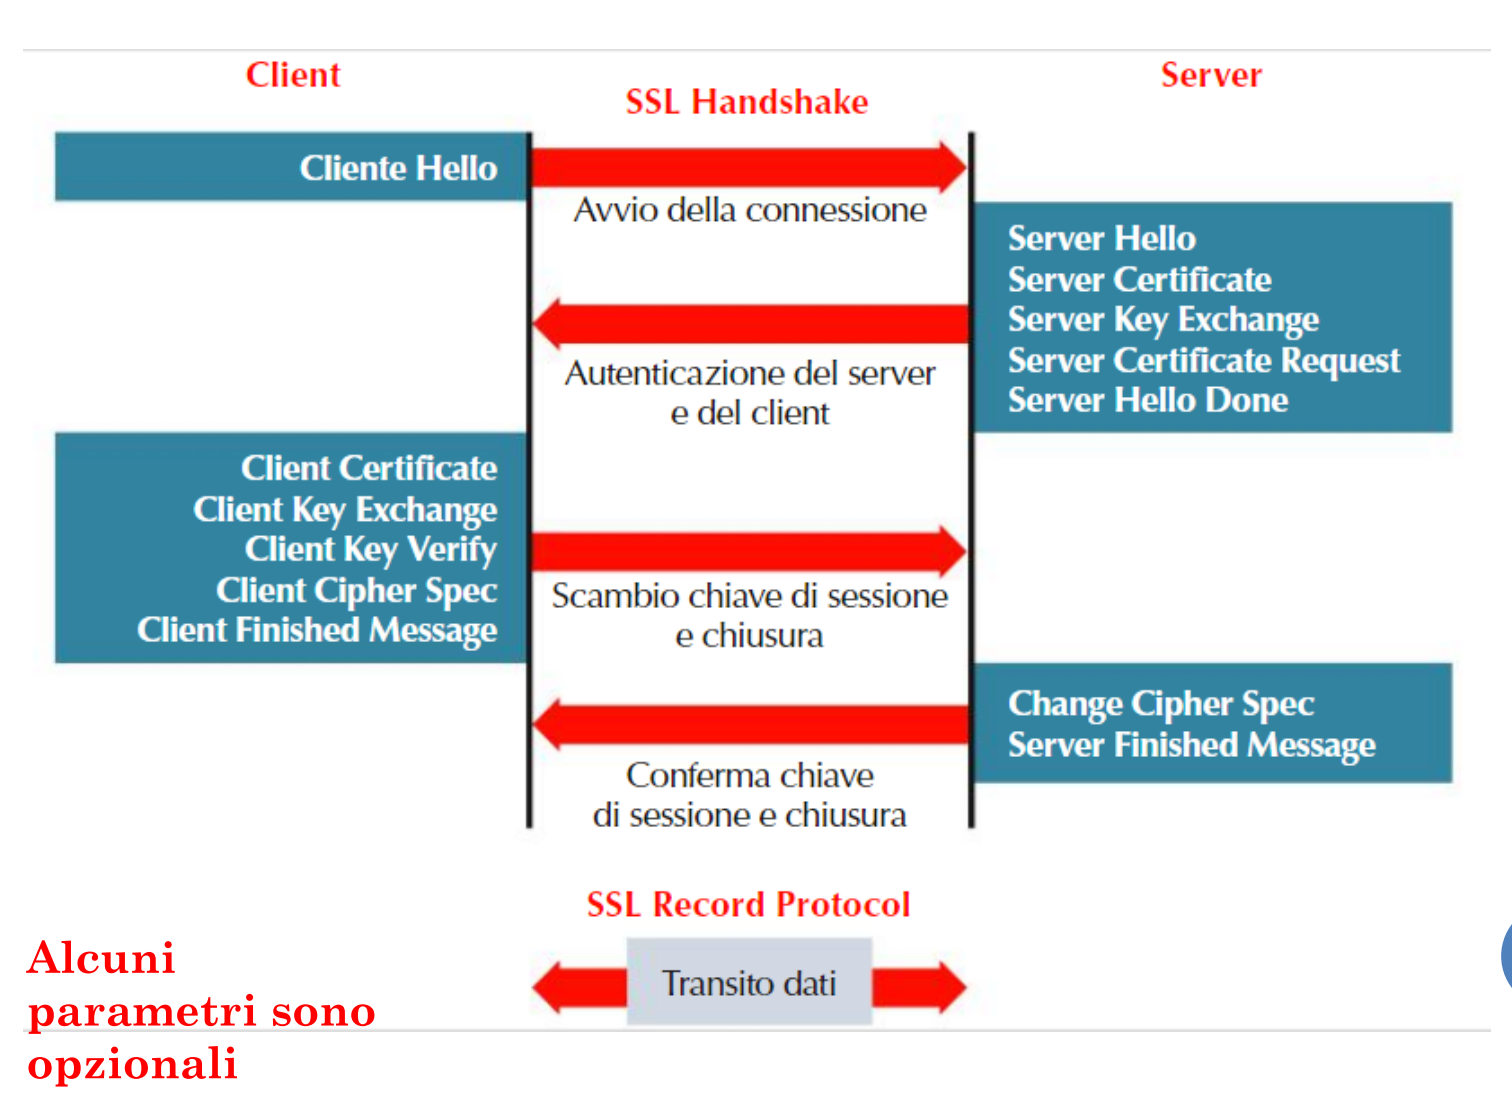 Client
Server
SSL Handshake
Cliente Hello
Avvio della connessione
Server Hello
Server Certificate
Server Key Exchange
Server Certificate Request
Server Hello Done
Autenticazione del server
e del client
Client Certificate
Client Key Exchange
Client Key Verify
Client Cipher Spec
Client Finished Message
Scambio chiave di sessione
e chiusura
Change Cipher Spec
Server Finished Message
Conferma chiave
di sessione e chiusura
SSL Record Protocol
Transito dati
Alcuni
parametri sono
opzionali